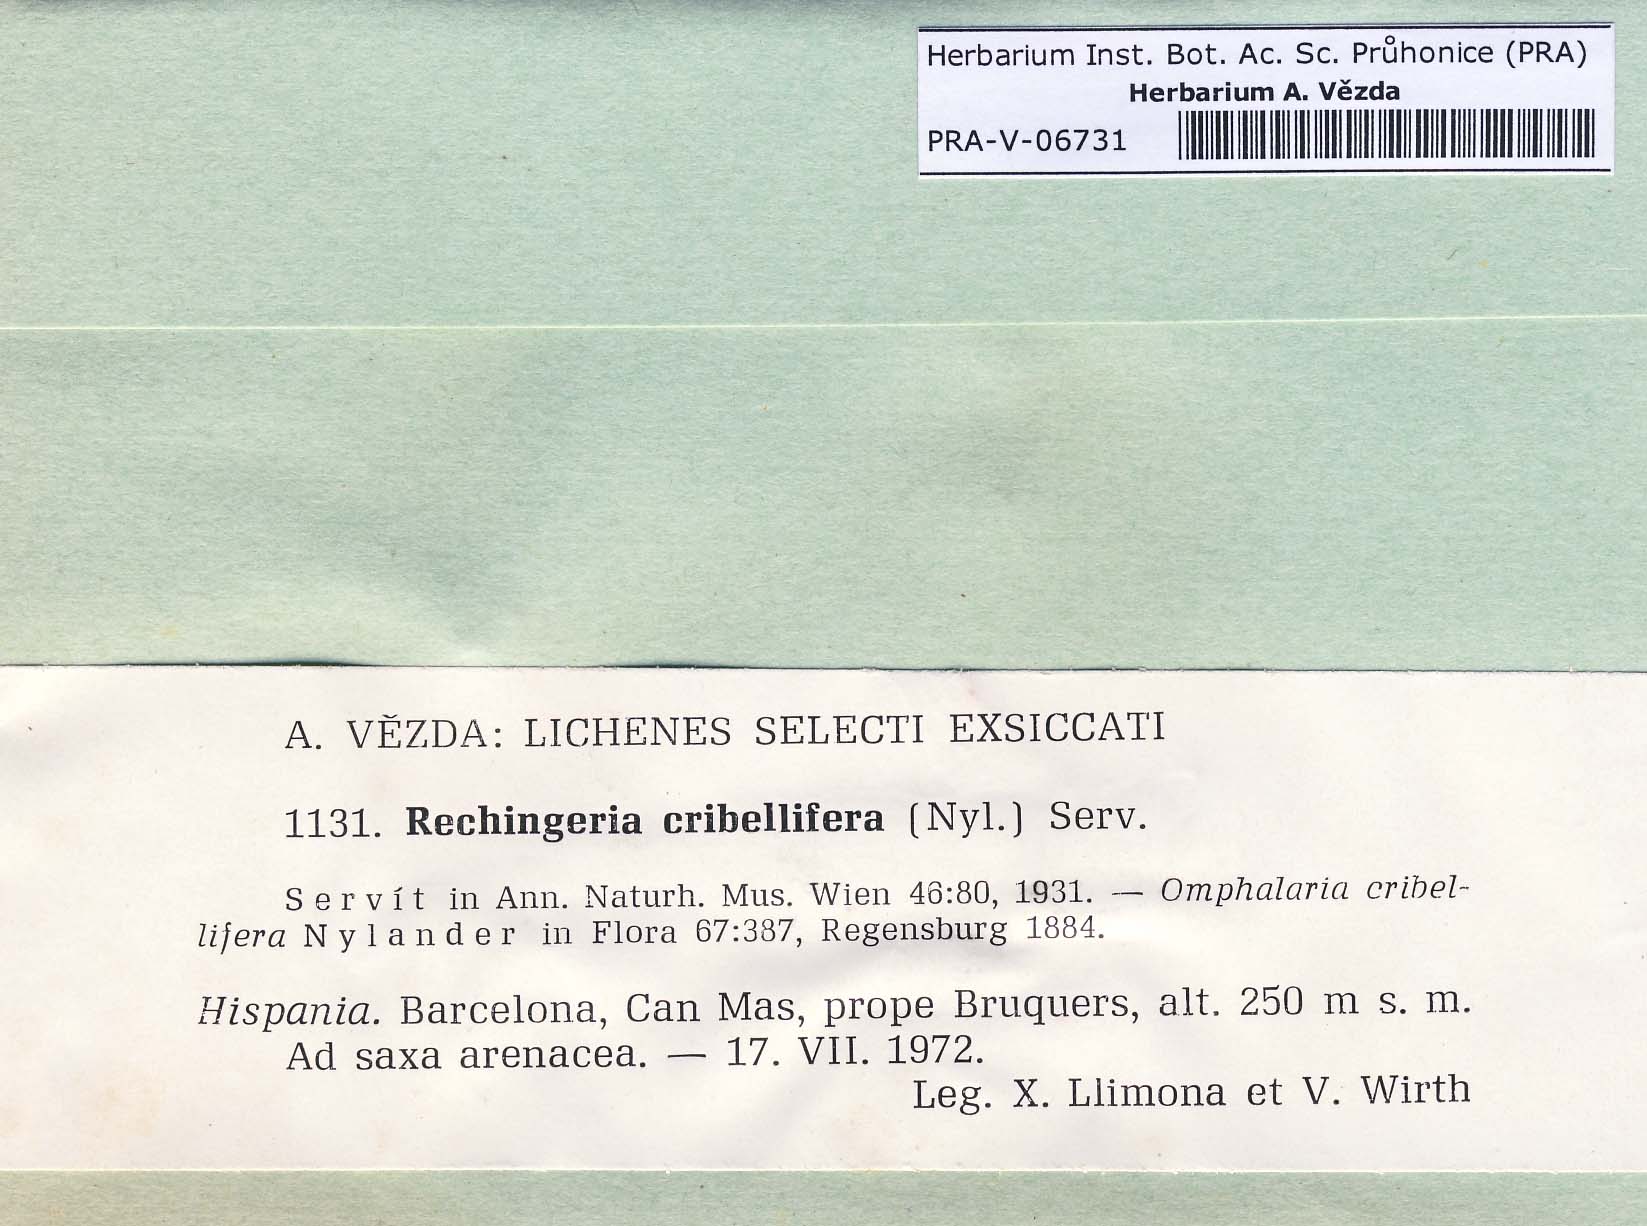 Herbarium Inst. Bot. Ac. Sc. Průhonice (PRA)
Herbarium A. Vězda
PRA-V-06731
A. VĚZDA: LICHENES SELECTI EXSICCATI
1131. Rechingeria cribellifera (Nyl.) Serv.
Servít in Ann. Naturh. Mus. Wien 46:80, 1931. — Omphalaria cribel-
lifera Nylander in Flora 67:387, Regensburg 1884.
Hispania. Barcelona, Can Mas, prope Bruquers, alt. 250 m s. m.
Ad saxa arenacea. — 17. VII. 1972.
Leg. X. Llimona et V. Wirth